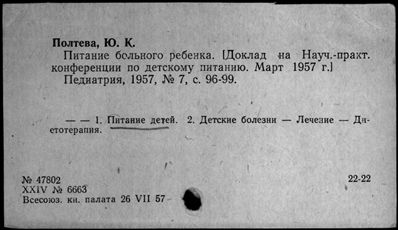 Полтева, Ю. К.
Питание больного ребенка. [Доклад на Науч.-практ.
конференции по детскому питанию. Март 1957 г.]
Педиатрия, 1957, № 7, с. 96-99.
— — 1. Питание детей. 2. Детские болезни — Лечение — Ди-
етотерапия.
№ 47802 22-22
XXIV № 6663
Всесоюз. кн. палата 26 VII 57